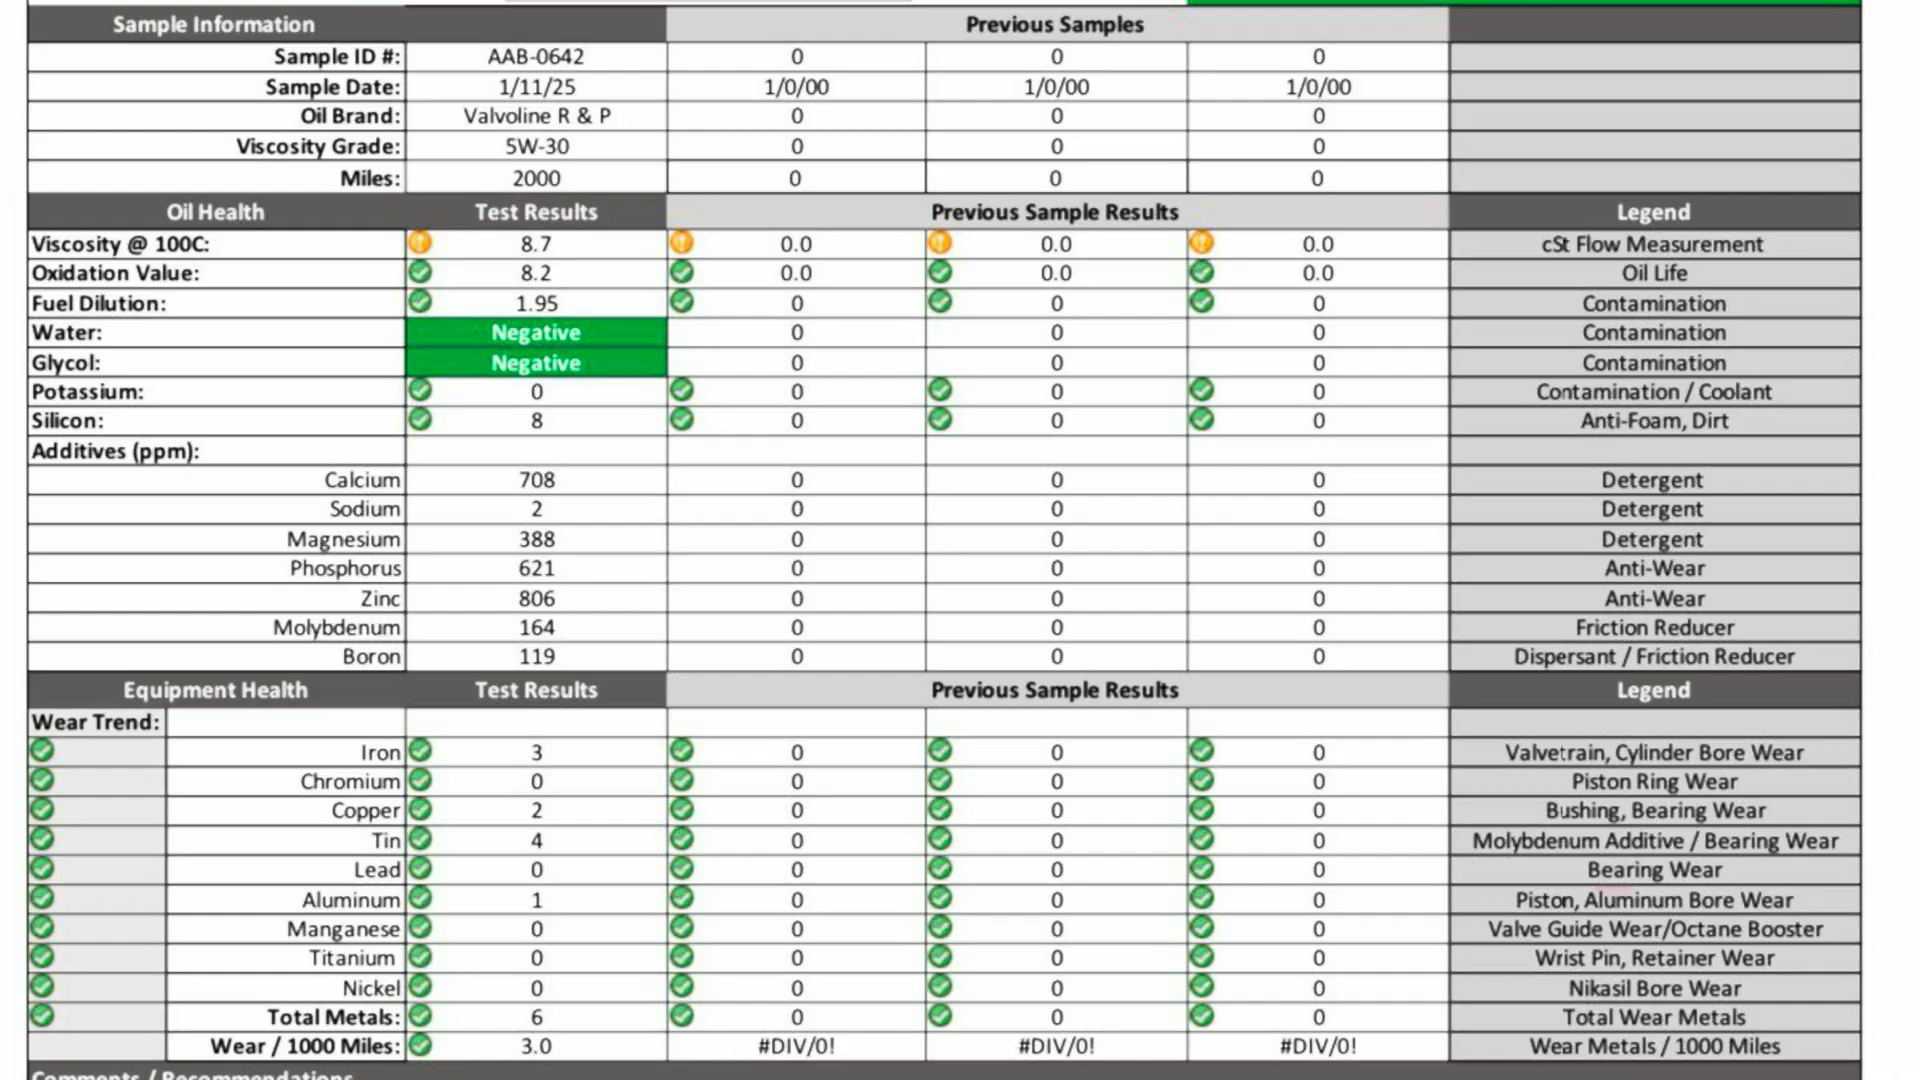 Sample Information Previous Samples
Sample ID #: AAB-0642 0 0 0
Sample Date: 1/11/25 1/0/00 1/0/00 1/0/00
Oil Brand: Valvoline R & P 0 0 0
Viscosity Grade: 5W-30 0 0 0
Miles: 2000 0 0 0
Oil Health Test Results Previous Sample Results Legend
Viscosity @ 100C: 8.7 0.0 0.0 0.0 cSt Flow Measurement
Oxidation Value: 8.2 0.0 0.0 0.0 Oil Life
Fuel Dilution: 1.95 0 0 0 Contamination
Water: Negative 0 0 0 Contamination
Glycol: Negative 0 0 0 Contamination
Potassium: 0 0 0 0 Contamination / Coolant
Silicon: 8 0 0 0 Anti-Foam, Dirt
Additives (ppm):
Calcium 708 0 0 0 Detergent
Sodium 2 0 0 0 Detergent
Magnesium 388 0 0 0 Detergent
Phosphorus 621 0 0 0 Anti-Wear
Zinc 806 0 0 0 Anti-Wear
Molybdenum 164 0 0 0 Friction Reducer
Boron 119 0 0 0 Dispersant / Friction Reducer
Equipment Health Test Results Previous Sample Results Legend
Wear Trend:
Iron 3 0 0 0 Valvetrain, Cylinder Bore Wear
Chromium 0 0 0 0 Piston Ring Wear
Copper 2 0 0 0 Bushing, Bearing Wear
Tin 4 0 0 0 Molybdenum Additive / Bearing Wear
Lead 0 0 0 0 Bearing Wear
Aluminum 1 0 0 0 Piston, Aluminum Bore Wear
Manganese 0 0 0 0 Valve Guide Wear/Octane Booster
Titanium 0 0 0 0 Wrist Pin, Retainer Wear
Nickel 0 0 0 0 Nikasil Bore Wear
Total Metals: 6 0 0 0 Total Wear Metals
Wear / 1000 Miles: 3.0 #DIV/0! #DIV/0! #DIV/0! Wear Metals / 1000 Miles
Comments / Recommendations